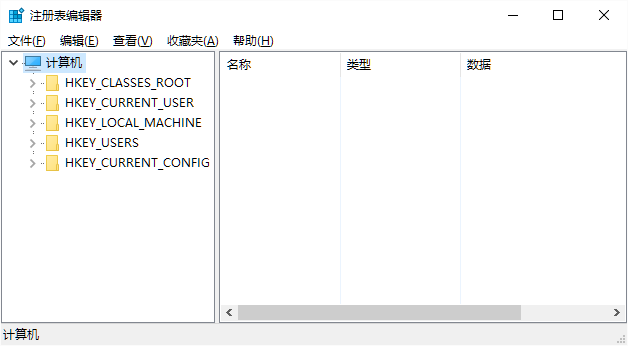 注册表编辑器
文件(F) 编辑(E) 查看(V) 收藏夹(A) 帮助(H)
计算机
HKEY_CLASSES_ROOT
HKEY_CURRENT_USER
HKEY_LOCAL_MACHINE
HKEY_USERS
HKEY_CURRENT_CONFIG
名称 类型 数据
计算机